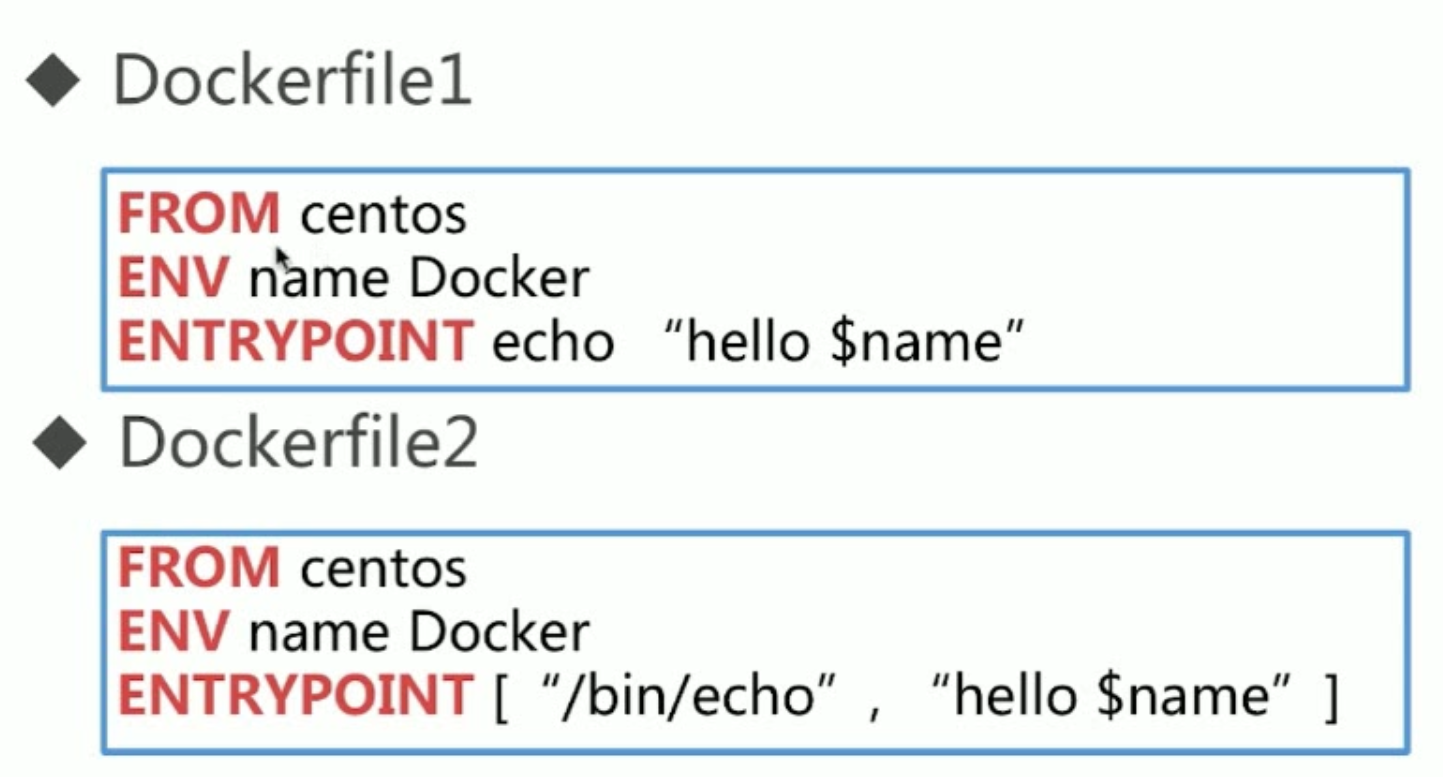 ◆ Dockerfile1
FROM centos
ENV name Docker
ENTRYPOINT echo “hello $name”
◆ Dockerfile2
FROM centos
ENV name Docker
ENTRYPOINT [ “/bin/echo” , “hello $name” ]